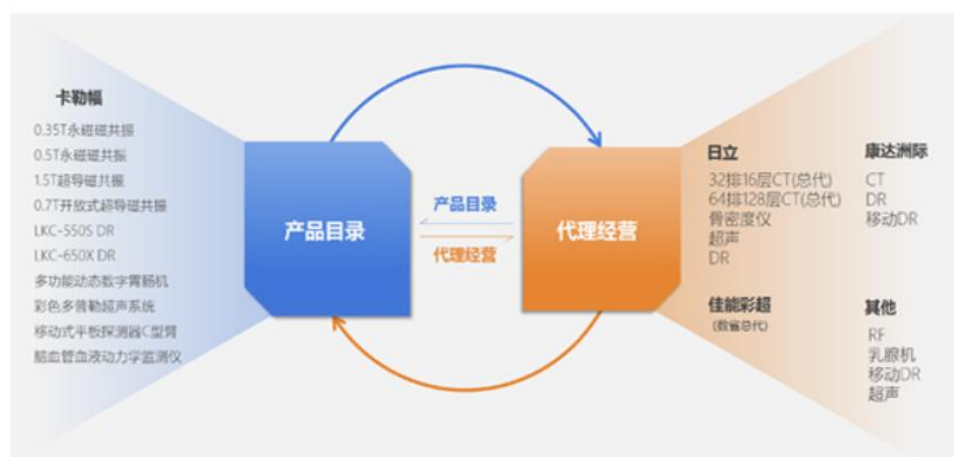 卡勒幅
0.35T永磁磁共振
0.5T永磁磁共振
1.5T超导磁共振
0.7T开放式超导磁共振
LKC-550S DR
LKC-650X DR
多功能动态数字胃肠机
彩色多普勒超声系统
移动式平板探测器C型臂
脑血管血液动力学监测仪
产品目录
产品目录
代理经营
代理经营
日立
32排16层CT(总代)
64排128层CT(总代)
骨密度仪
超声
DR
康达洲际
CT
DR
移动DR
佳能彩超
(数省总代)
其他
RF
乳腺机
移动DR
超声